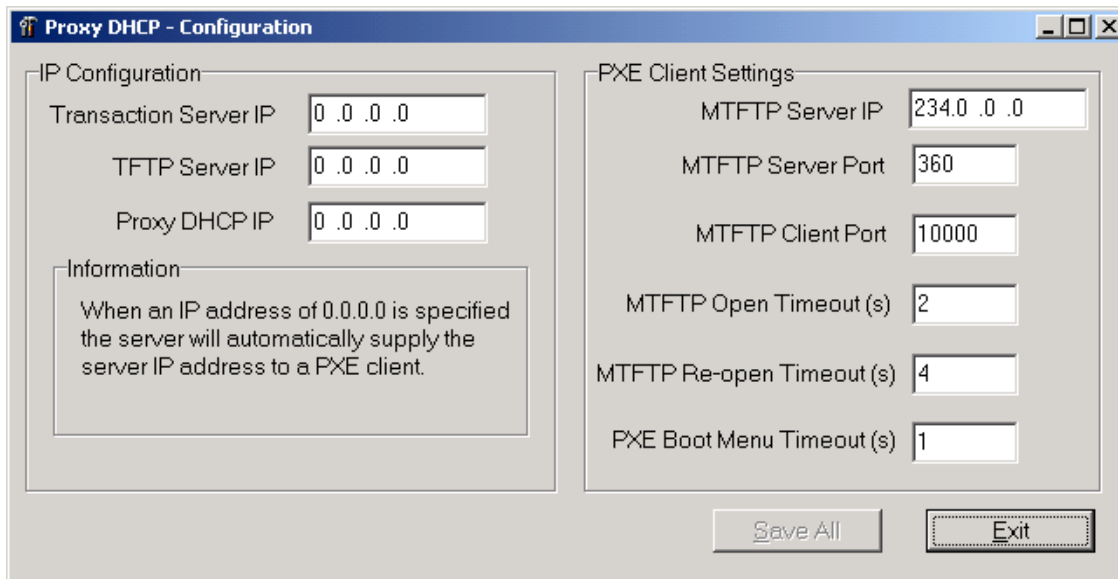 Proxy DHCP - Configuration
IP Configuration
Transaction Server IP 0 .0 .0 .0
TFTP Server IP 0 .0 .0 .0
Proxy DHCP IP 0 .0 .0 .0
Information
When an IP address of 0.0.0.0 is specified
the server will automatically supply the
server IP address to a PXE client.
PXE Client Settings
MTFTP Server IP 234.0 .0 .0
MTFTP Server Port 360
MTFTP Client Port 10000
MTFTP Open Timeout (s) 2
MTFTP Re-open Timeout (s) 4
PXE Boot Menu Timeout (s) 1
Save All Exit